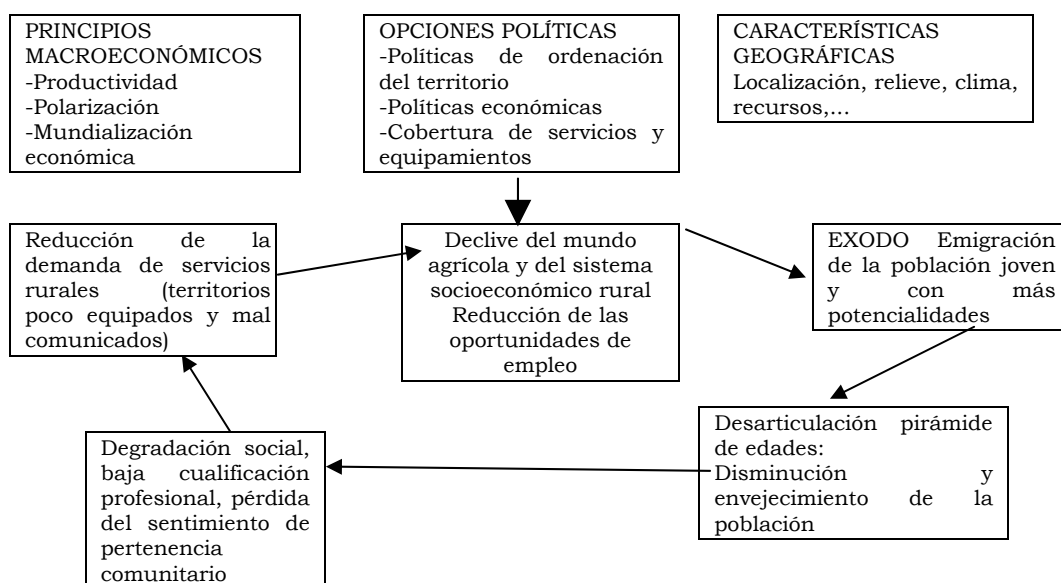 PRINCIPIOS
MACROECONÓMICOS
-Productividad
-Polarización
-Mundialización
económica
OPCIONES POLÍTICAS
-Políticas de ordenación
del territorio
-Políticas económicas
-Cobertura de servicios y
equipamientos
CARACTERÍSTICAS
GEOGRÁFICAS
Localización, relieve, clima,
recursos,...
Reducción de la
demanda de servicios
rurales (territorios
poco equipados y mal
comunicados)
Declive del mundo
agrícola y del sistema
socioeconómico rural
Reducción de las
oportunidades de
empleo
EXODO Emigración
de la población joven
y con más
potencialidades
Degradación social,
baja cualificación
profesional, pérdida
del sentimiento de
pertenencia
comunitario
Desarticulación pirámide
de edades:
Disminución y
envejecimiento de la
población